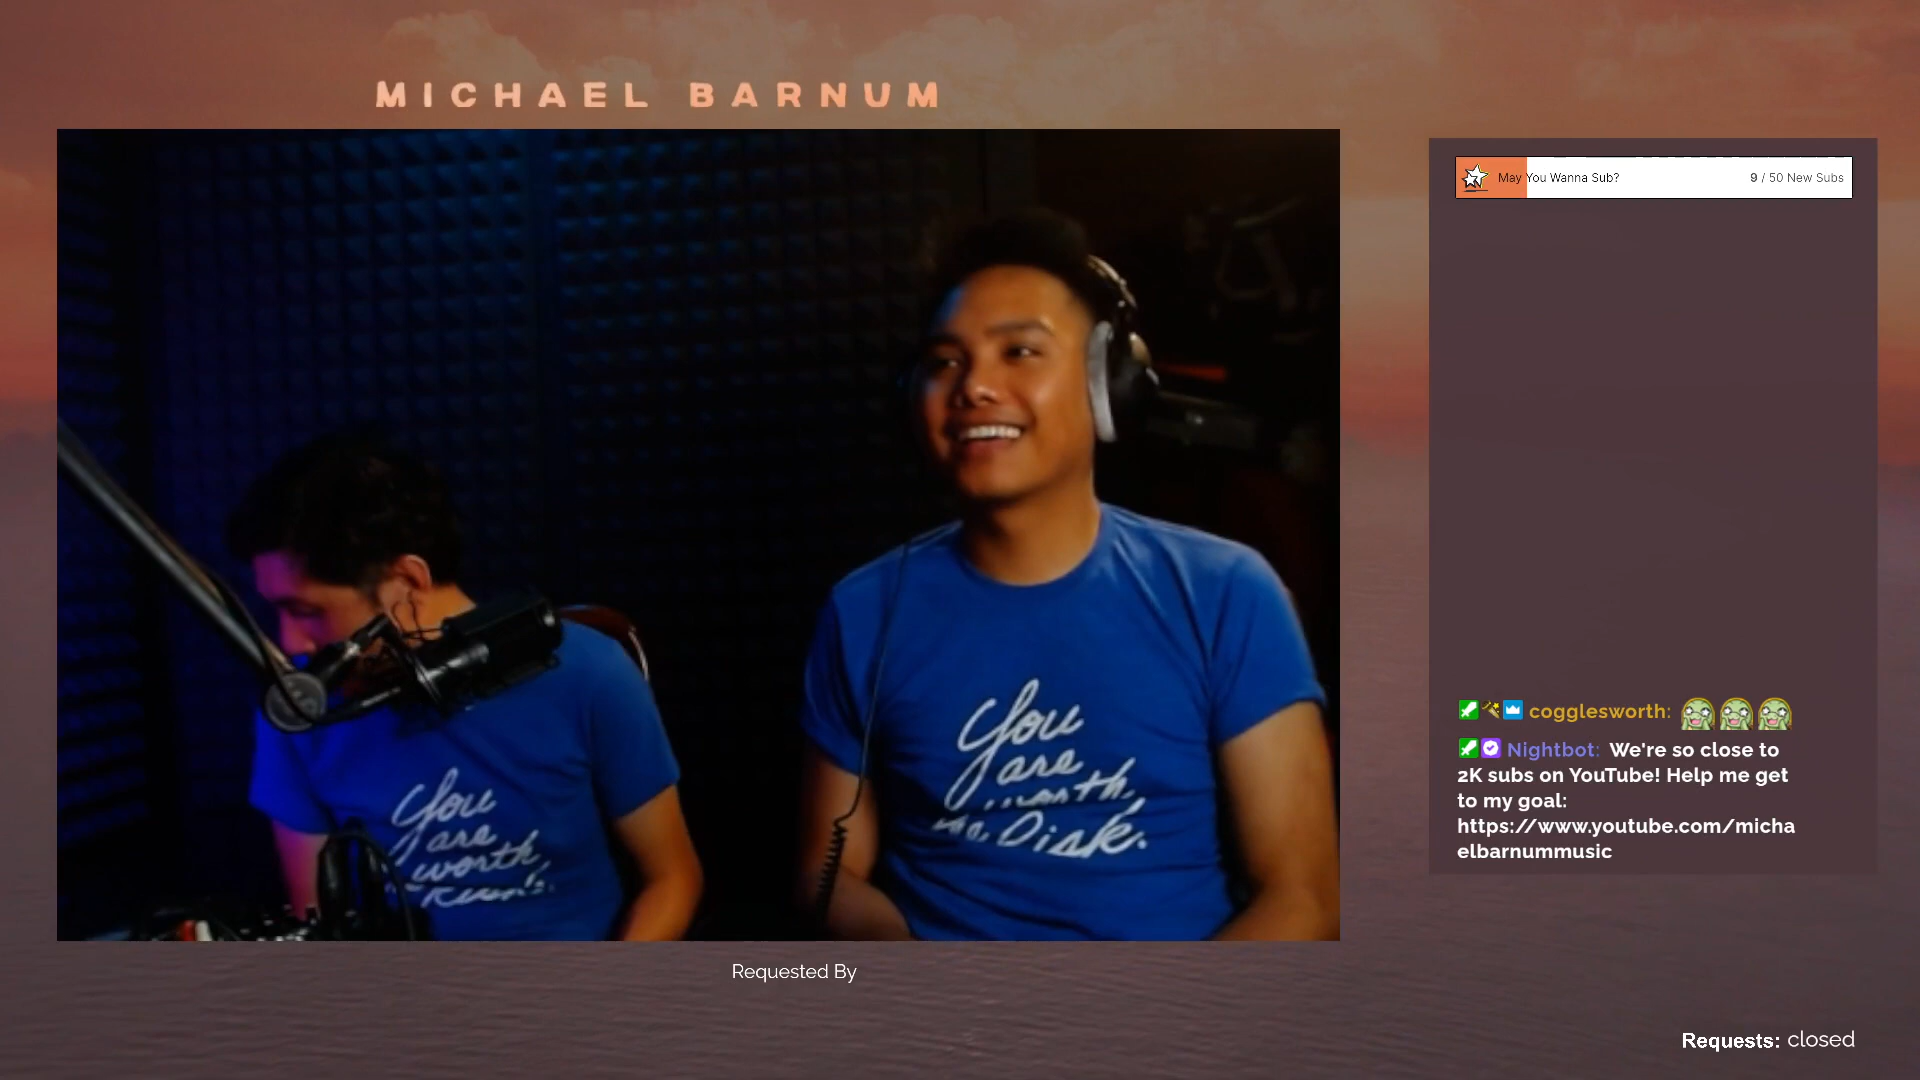 MICHAEL BARNUM
May You Wanna Sub? 9 / 50 New Subs
You
are
worth
You
are
worth
Disk.
cogglesworth:
Nightbot: We're so close to
2K subs on YouTube! Help me get
to my goal:
https://www.youtube.com/micha
elbarnummusic
Requested By
Requests: closed